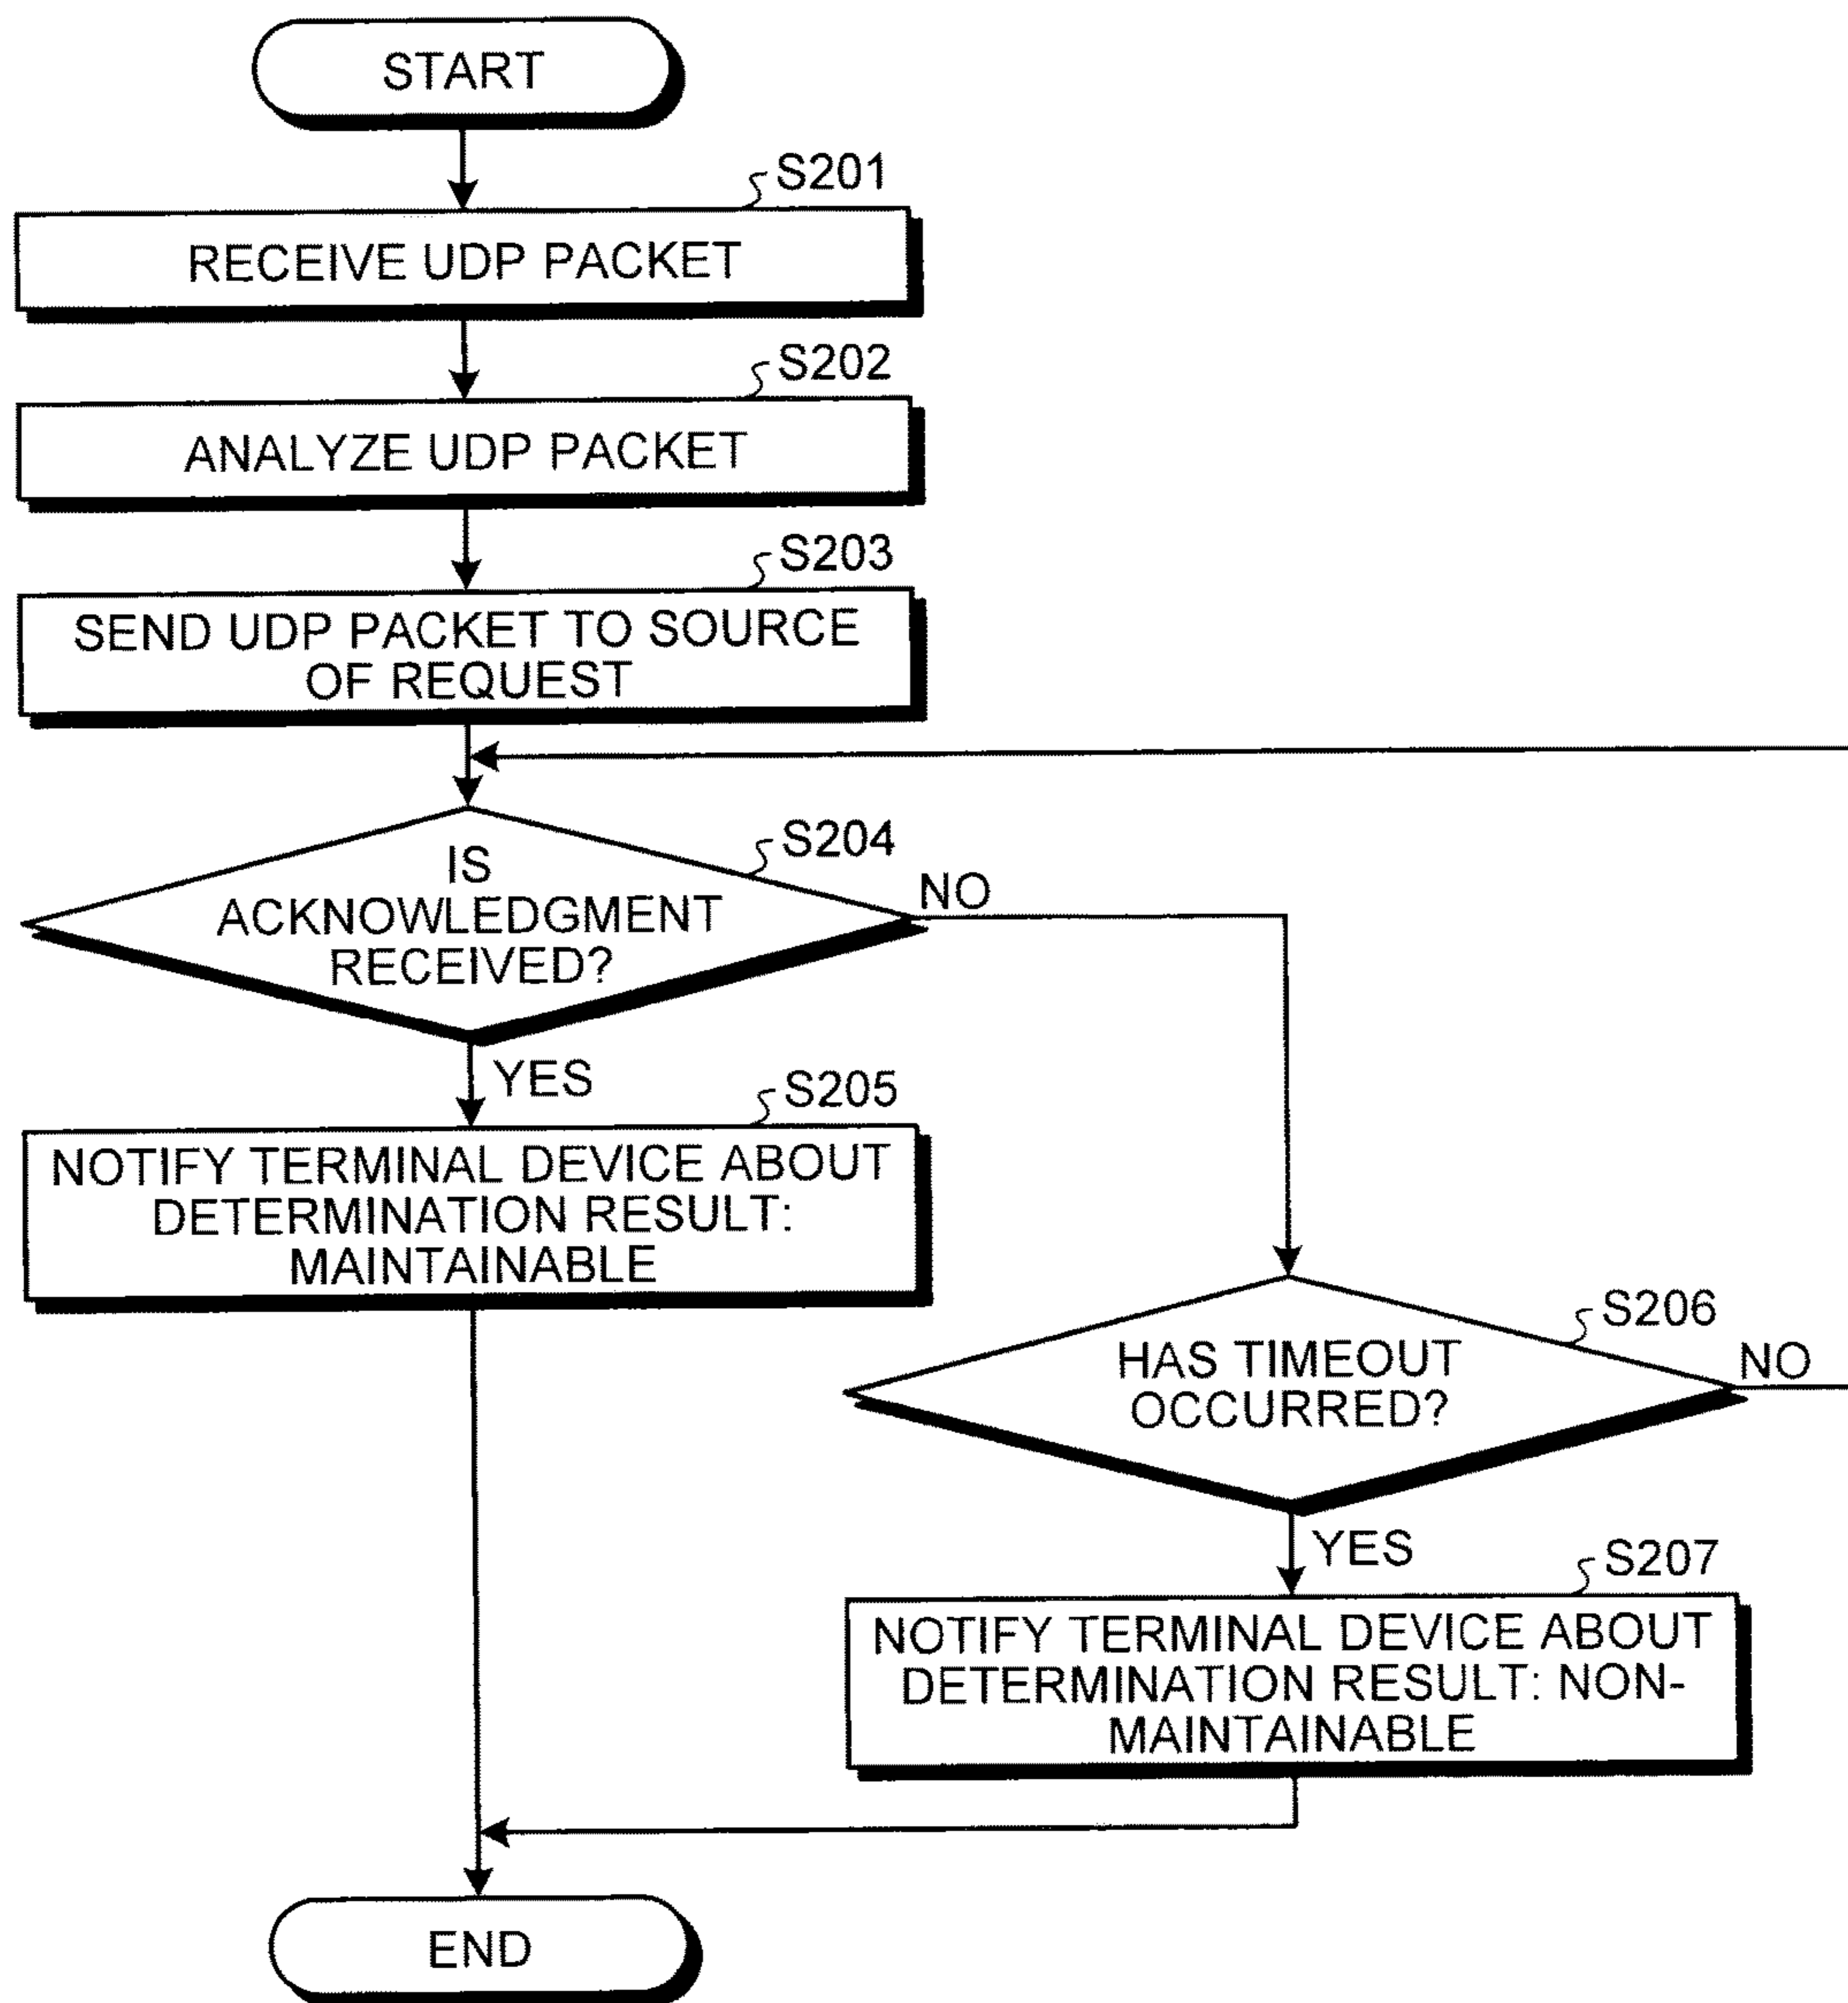 START
S201
RECEIVE UDP PACKET
S202
ANALYZE UDP PACKET
S203
SEND UDP PACKET TO SOURCE
OF REQUEST
S204
IS
ACKNOWLEDGMENT
RECEIVED?
NO
YES
S205
NOTIFY TERMINAL DEVICE ABOUT
DETERMINATION RESULT:
MAINTAINABLE
S206
HAS TIMEOUT
OCCURRED?
NO
YES
S207
NOTIFY TERMINAL DEVICE ABOUT
DETERMINATION RESULT: NON-
MAINTAINABLE
END